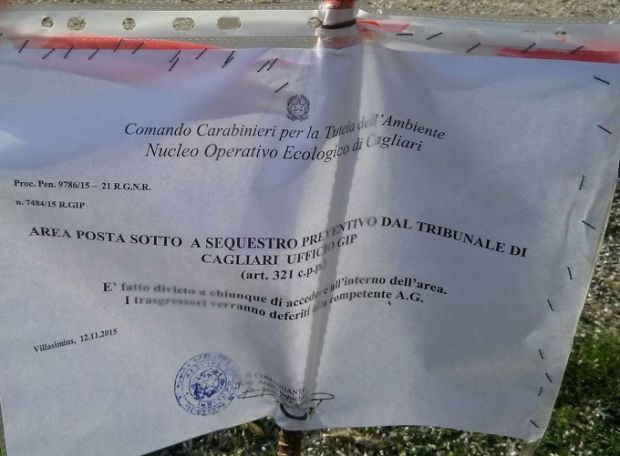 Comando Carabinieri per la Tutela dell'Ambiente
Nucleo Operativo Ecologico di Cagliari
Proc. Pen. 9786/15 – 21 R.G.N.R.
n. 7484/15 R.GIP
AREA POSTA SOTTO A SEQUESTRO PREVENTIVO DAL TRIBUNALE DI
CAGLIARI UFFICIO GIP
(art. 321 c.p.p.)
E' fatto divieto a chiunque di accedere all'interno dell'area.
I trasgressori verranno deferiti alla competente A.G.
Villasimius, 12.11.2015
IL COMANDANTE